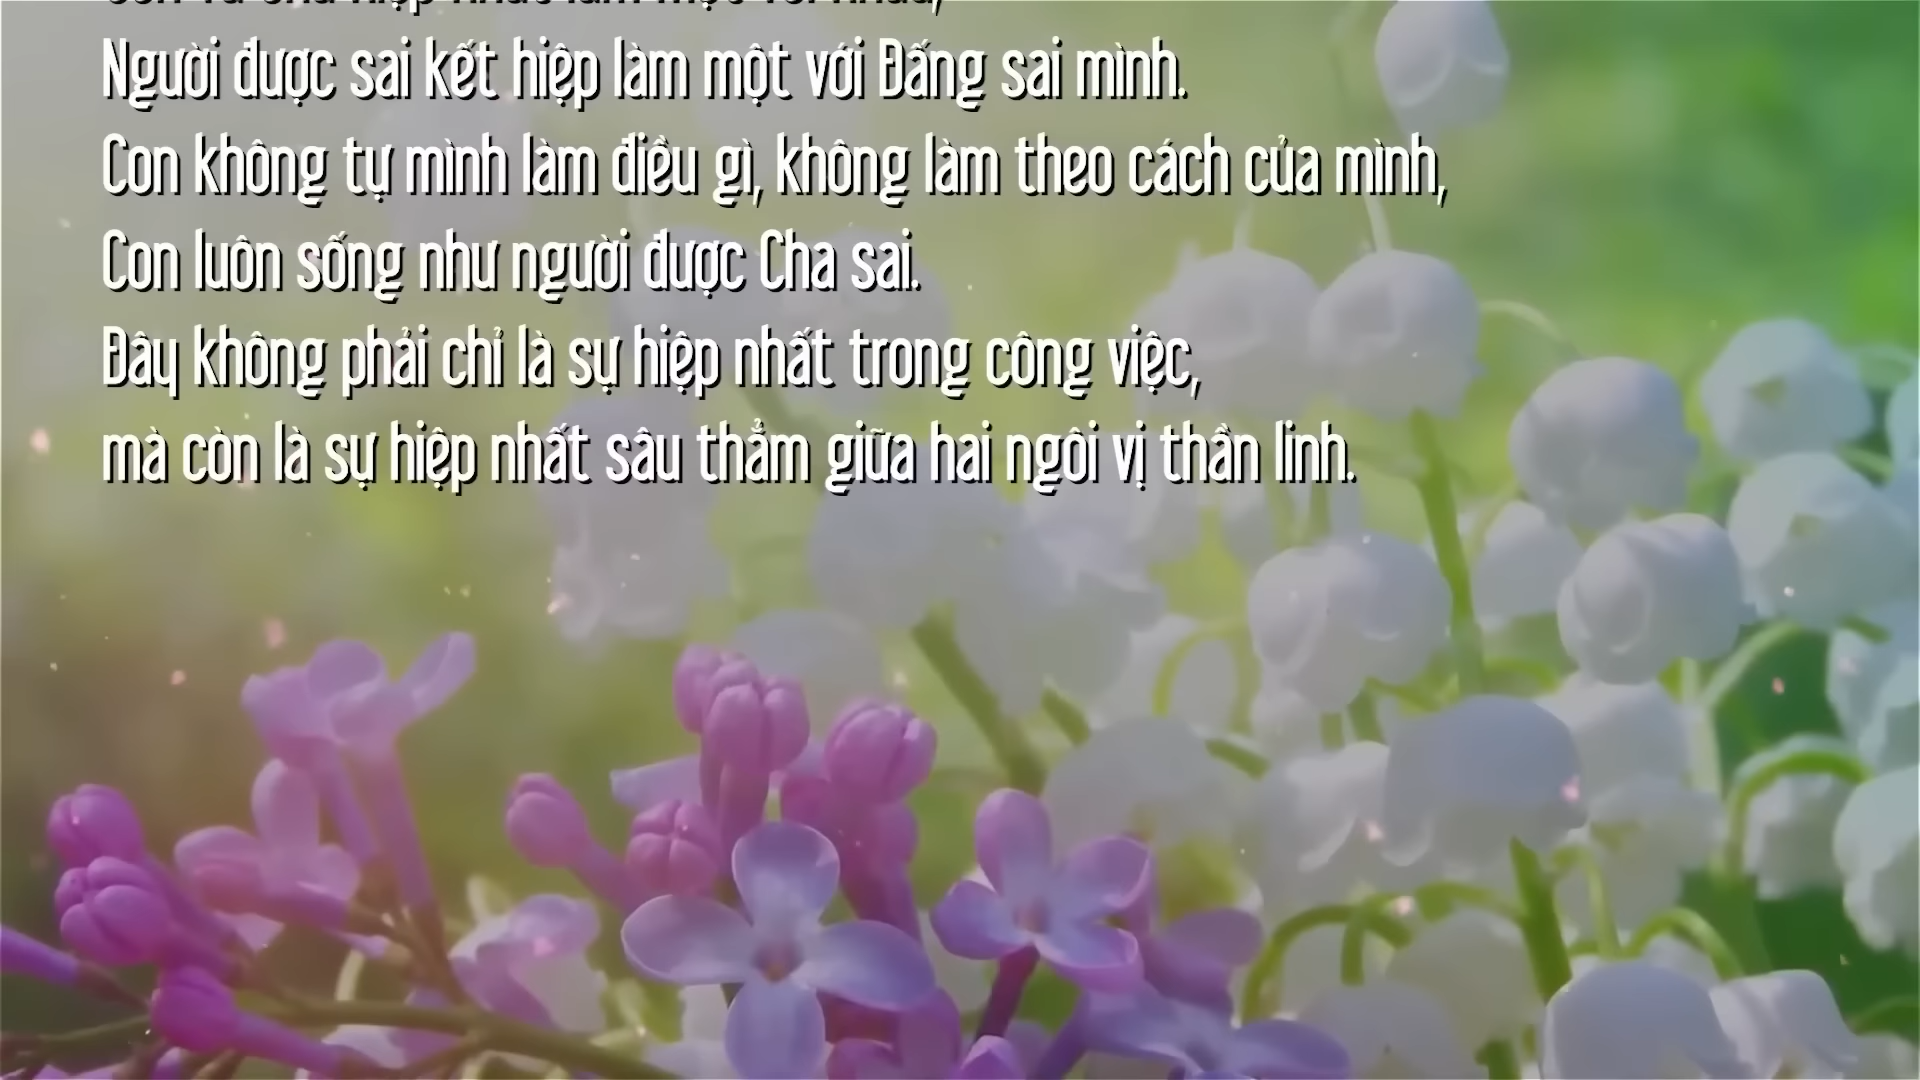 Người được sai kết hiệp làm một với Đấng sai mình.
Con không tự mình làm điều gì, không làm theo cách của mình,
Con luôn sống như người được Cha sai.
Đây không phải chỉ là sự hiệp nhất trong công việc,
mà còn là sự hiệp nhất sâu thẳm giữa hai ngôi vị thần linh.